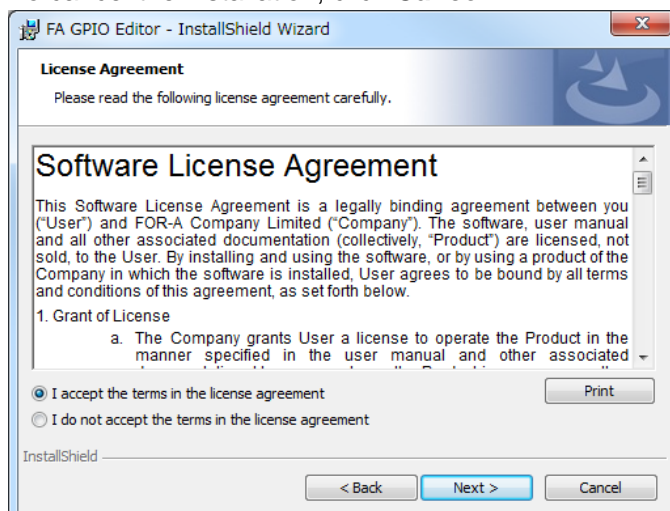 FA GPIO Editor - InstallShield Wizard
License Agreement
Please read the following license agreement carefully.
Software License Agreement
This Software License Agreement is a legally binding agreement between you
(“User”) and FOR-A Company Limited (“Company”). The software, user manual
and all other associated documentation (collectively, “Product”) are licensed, not
sold, to the User. By installing and using the software, or by using a product of the
Company in which the software is installed, User agrees to be bound by all terms
and conditions of this agreement, as set forth below.
1. Grant of License
a. The Company grants User a license to operate the Product in the
manner specified in the user manual and other associated
I accept the terms in the license agreement
Print
I do not accept the terms in the license agreement
InstallShield
< Back
Next >
Cancel